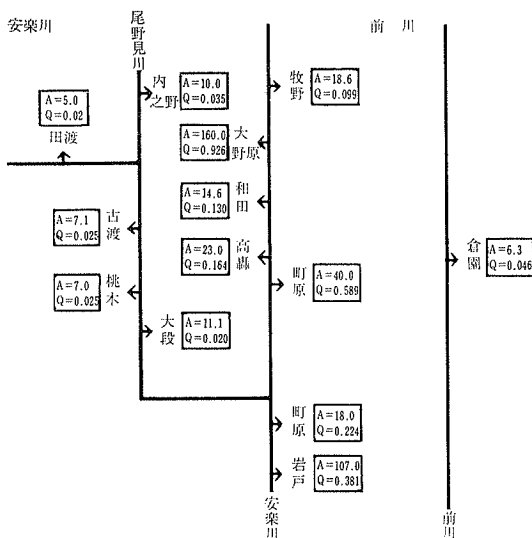 安楽川
尾野見川
前川
内之野
A=10.0
Q=0.035
牧野
A=18.6
Q=0.099
A=5.0
Q=0.02
田渡
A=160.0
Q=0.926
大野原
A=14.6
Q=0.130
和田
A=7.1
Q=0.025
古渡
A=23.0
Q=0.164
高轟
倉園
A=6.3
Q=0.046
町原
A=40.0
Q=0.589
A=7.0
Q=0.025
桃木
大段
A=11.1
Q=0.020
町原
A=18.0
Q=0.224
岩戸
A=107.0
Q=0.381
安楽川
前川